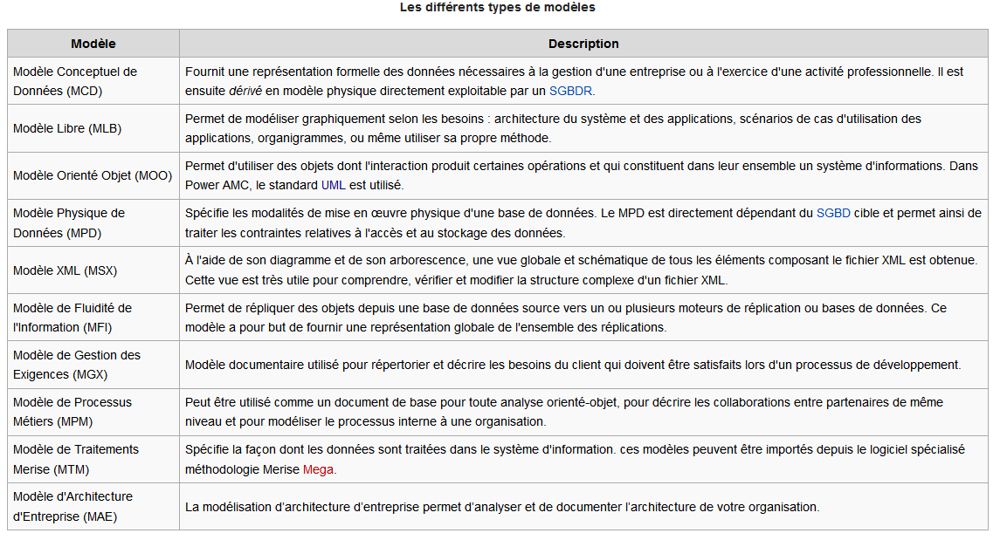 Les différents types de modèles
Modèle Description
Modèle Conceptuel de
Données (MCD)
Fournit une représentation formelle des données nécessaires à la gestion d'une entreprise ou à l'exercice d'une activité professionnelle. Il est
ensuite dérivé en modèle physique directement exploitable par un SGBDR.
Modèle Libre (MLB)
Permet de modéliser graphiquement selon les besoins : architecture du système et des applications, scénarios de cas d'utilisation des
applications, organigrammes, ou même utiliser sa propre méthode.
Modèle Orienté Objet (MOO)
Permet d'utiliser des objets dont l'interaction produit certaines opérations et qui constituent dans leur ensemble un système d'informations. Dans
Power AMC, le standard UML est utilisé.
Modèle Physique de
Données (MPD)
Spécifie les modalités de mise en œuvre physique d'une base de données. Le MPD est directement dépendant du SGBD cible et permet ainsi de
traiter les contraintes relatives à l'accès et au stockage des données.
Modèle XML (MSX)
À l'aide de son diagramme et de son arborescence, une vue globale et schématique de tous les éléments composant le fichier XML est obtenue.
Cette vue est très utile pour comprendre, vérifier et modifier la structure complexe d'un fichier XML.
Modèle de Fluidité de
l'Information (MFI)
Permet de répliquer des objets depuis une base de données source vers un ou plusieurs moteurs de réplication ou bases de données. Ce
modèle a pour but de fournir une représentation globale de l'ensemble des réplications.
Modèle de Gestion des
Exigences (MGX)
Modèle documentaire utilisé pour répertorier et décrire les besoins du client qui doivent être satisfaits lors d'un processus de développement.
Modèle de Processus
Métiers (MPM)
Peut être utilisé comme un document de base pour toute analyse orienté-objet, pour décrire les collaborations entre partenaires de même
niveau et pour modéliser le processus interne à une organisation.
Modèle de Traitements
Merise (MTM)
Spécifie la façon dont les données sont traitées dans le système d'information. ces modèles peuvent être importés depuis le logiciel spécialisé
méthodologie Merise Mega.
Modèle d'Architecture
d'Entreprise (MAE)
La modélisation d’architecture d’entreprise permet d’analyser et de documenter l’architecture de votre organisation.